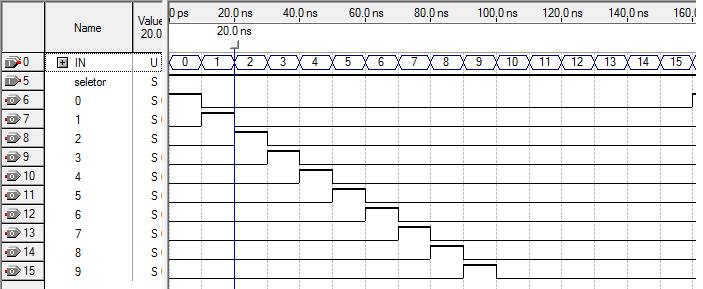 Name Value 20.0 0 ps 20.0 ns 40.0 ns 60.0 ns 80.0 ns 100.0 ns 120.0 ns 140.0 ns 160.
20.0 ns
0 IN U 0 1 2 3 4 5 6 7 8 9 10 11 12 13 14 15
5 seletor S
6 0 S
7 1 S
8 2 S
9 3 S
10 4 S
11 5 S
12 6 S
13 7 S
14 8 S
15 9 S